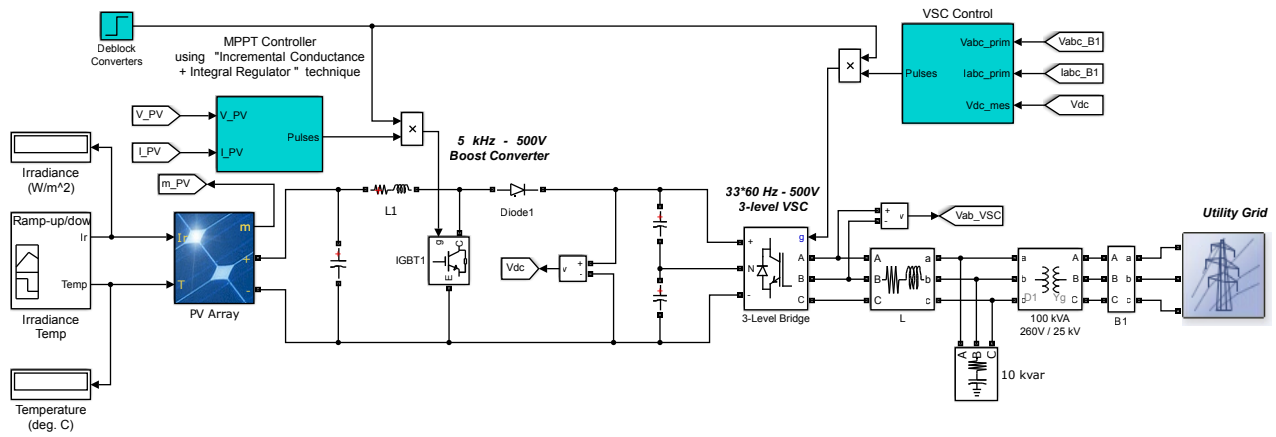 VSC Control
Deblock
Converters
MPPT Controller
using "Incremental Conductance
+ Integral Regulator " technique
Vabc_prim
Vabc_B1
Pulses
Iabc_prim
Iabc_B1
Vdc_mes
Vdc
×
V_PV
V_PV
Pulses
×
I_PV
I_PV
5 kHz - 500V
Boost Converter
Irradiance
(W/m^2)
m_PV
33*60 Hz - 500V
3-level VSC
L1
Diode1
+
-
v
Vab_VSC
Utility Grid
Ramp-up/dow
Ir
Temp
Irradiance
Temp
Ir
T
m
+
-
PV Array
+
g
C
E
IGBT1
Vdc
v
+
-
+
+
g
+
N
-
A
B
C
3-Level Bridge
A
B
C
a
b
c
L
a
b
c
D1
Yg
A
B
C
100 kVA
260V / 25 kV
A
B
C
a
b
c
B1
A
B
C
10 kvar
Temperature
(deg. C)